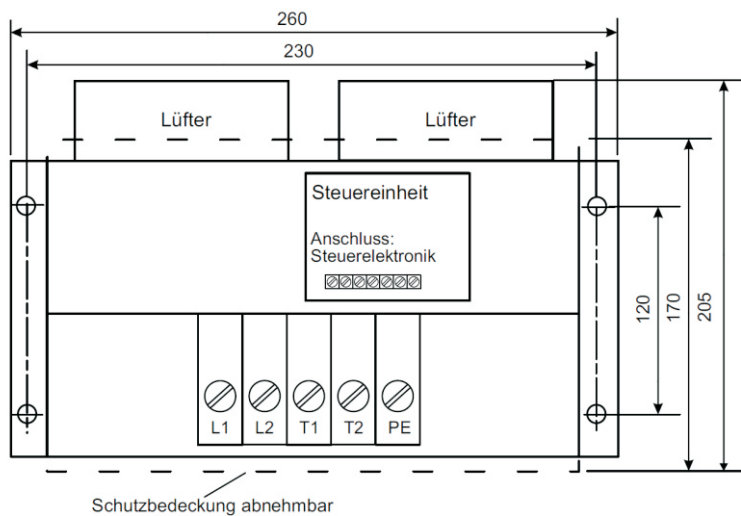 260
230
Lüfter
Lüfter
Steuereinheit
Anschluss:
Steuerelektronik
120
170
205
L1
L2
T1
T2
PE
Schutzbedeckung abnehmbar